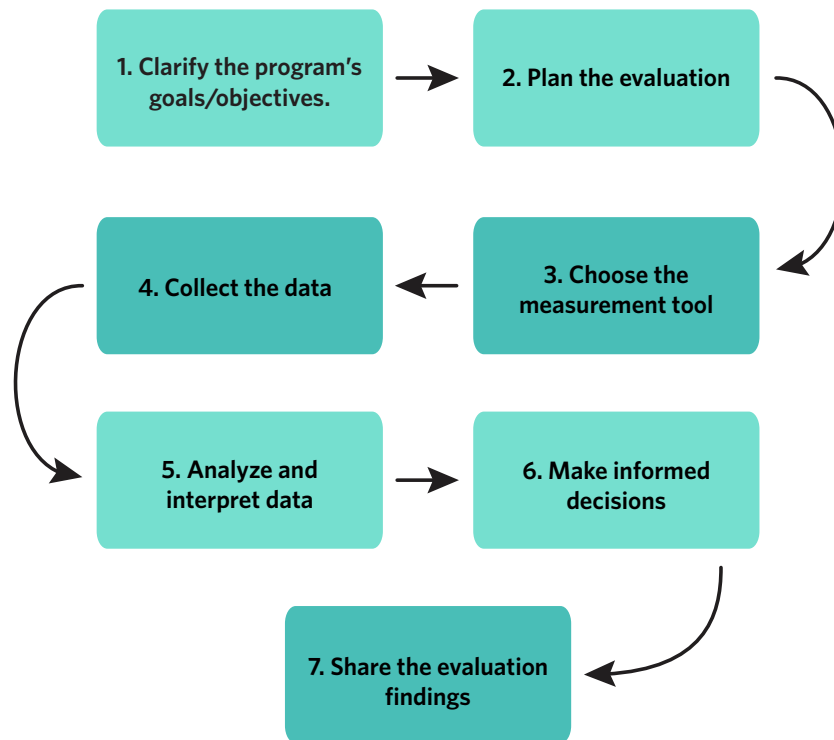 1. Clarify the program’s
goals/objectives.
2. Plan the evaluation
3. Choose the
measurement tool
4. Collect the data
5. Analyze and
interpret data
6. Make informed
decisions
7. Share the evaluation
findings